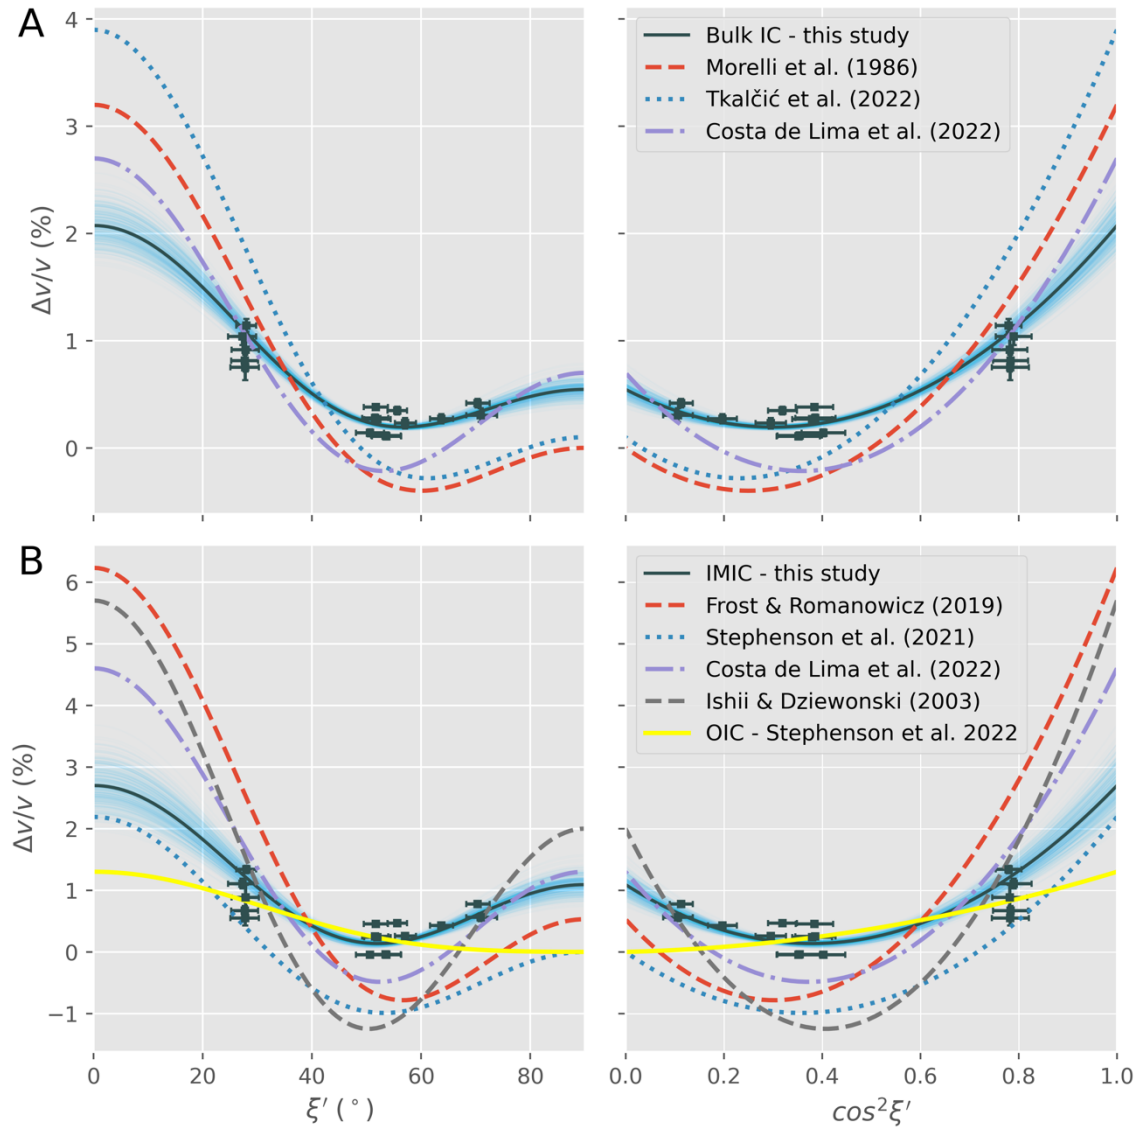 A
4
3
2
1
0
Δv/v (%)
Bulk IC - this study
Morelli et al. (1986)
Tkalčić et al. (2022)
Costa de Lima et al. (2022)
B
6
5
4
3
2
1
0
−1
Δv/v (%)
IMIC - this study
Frost & Romanowicz (2019)
Stephenson et al. (2021)
Costa de Lima et al. (2022)
Ishii & Dziewonski (2003)
OIC - Stephenson et al. 2022
0 20 40 60 80
ξ′ (°)
0.0 0.2 0.4 0.6 0.8 1.0
cos²ξ′